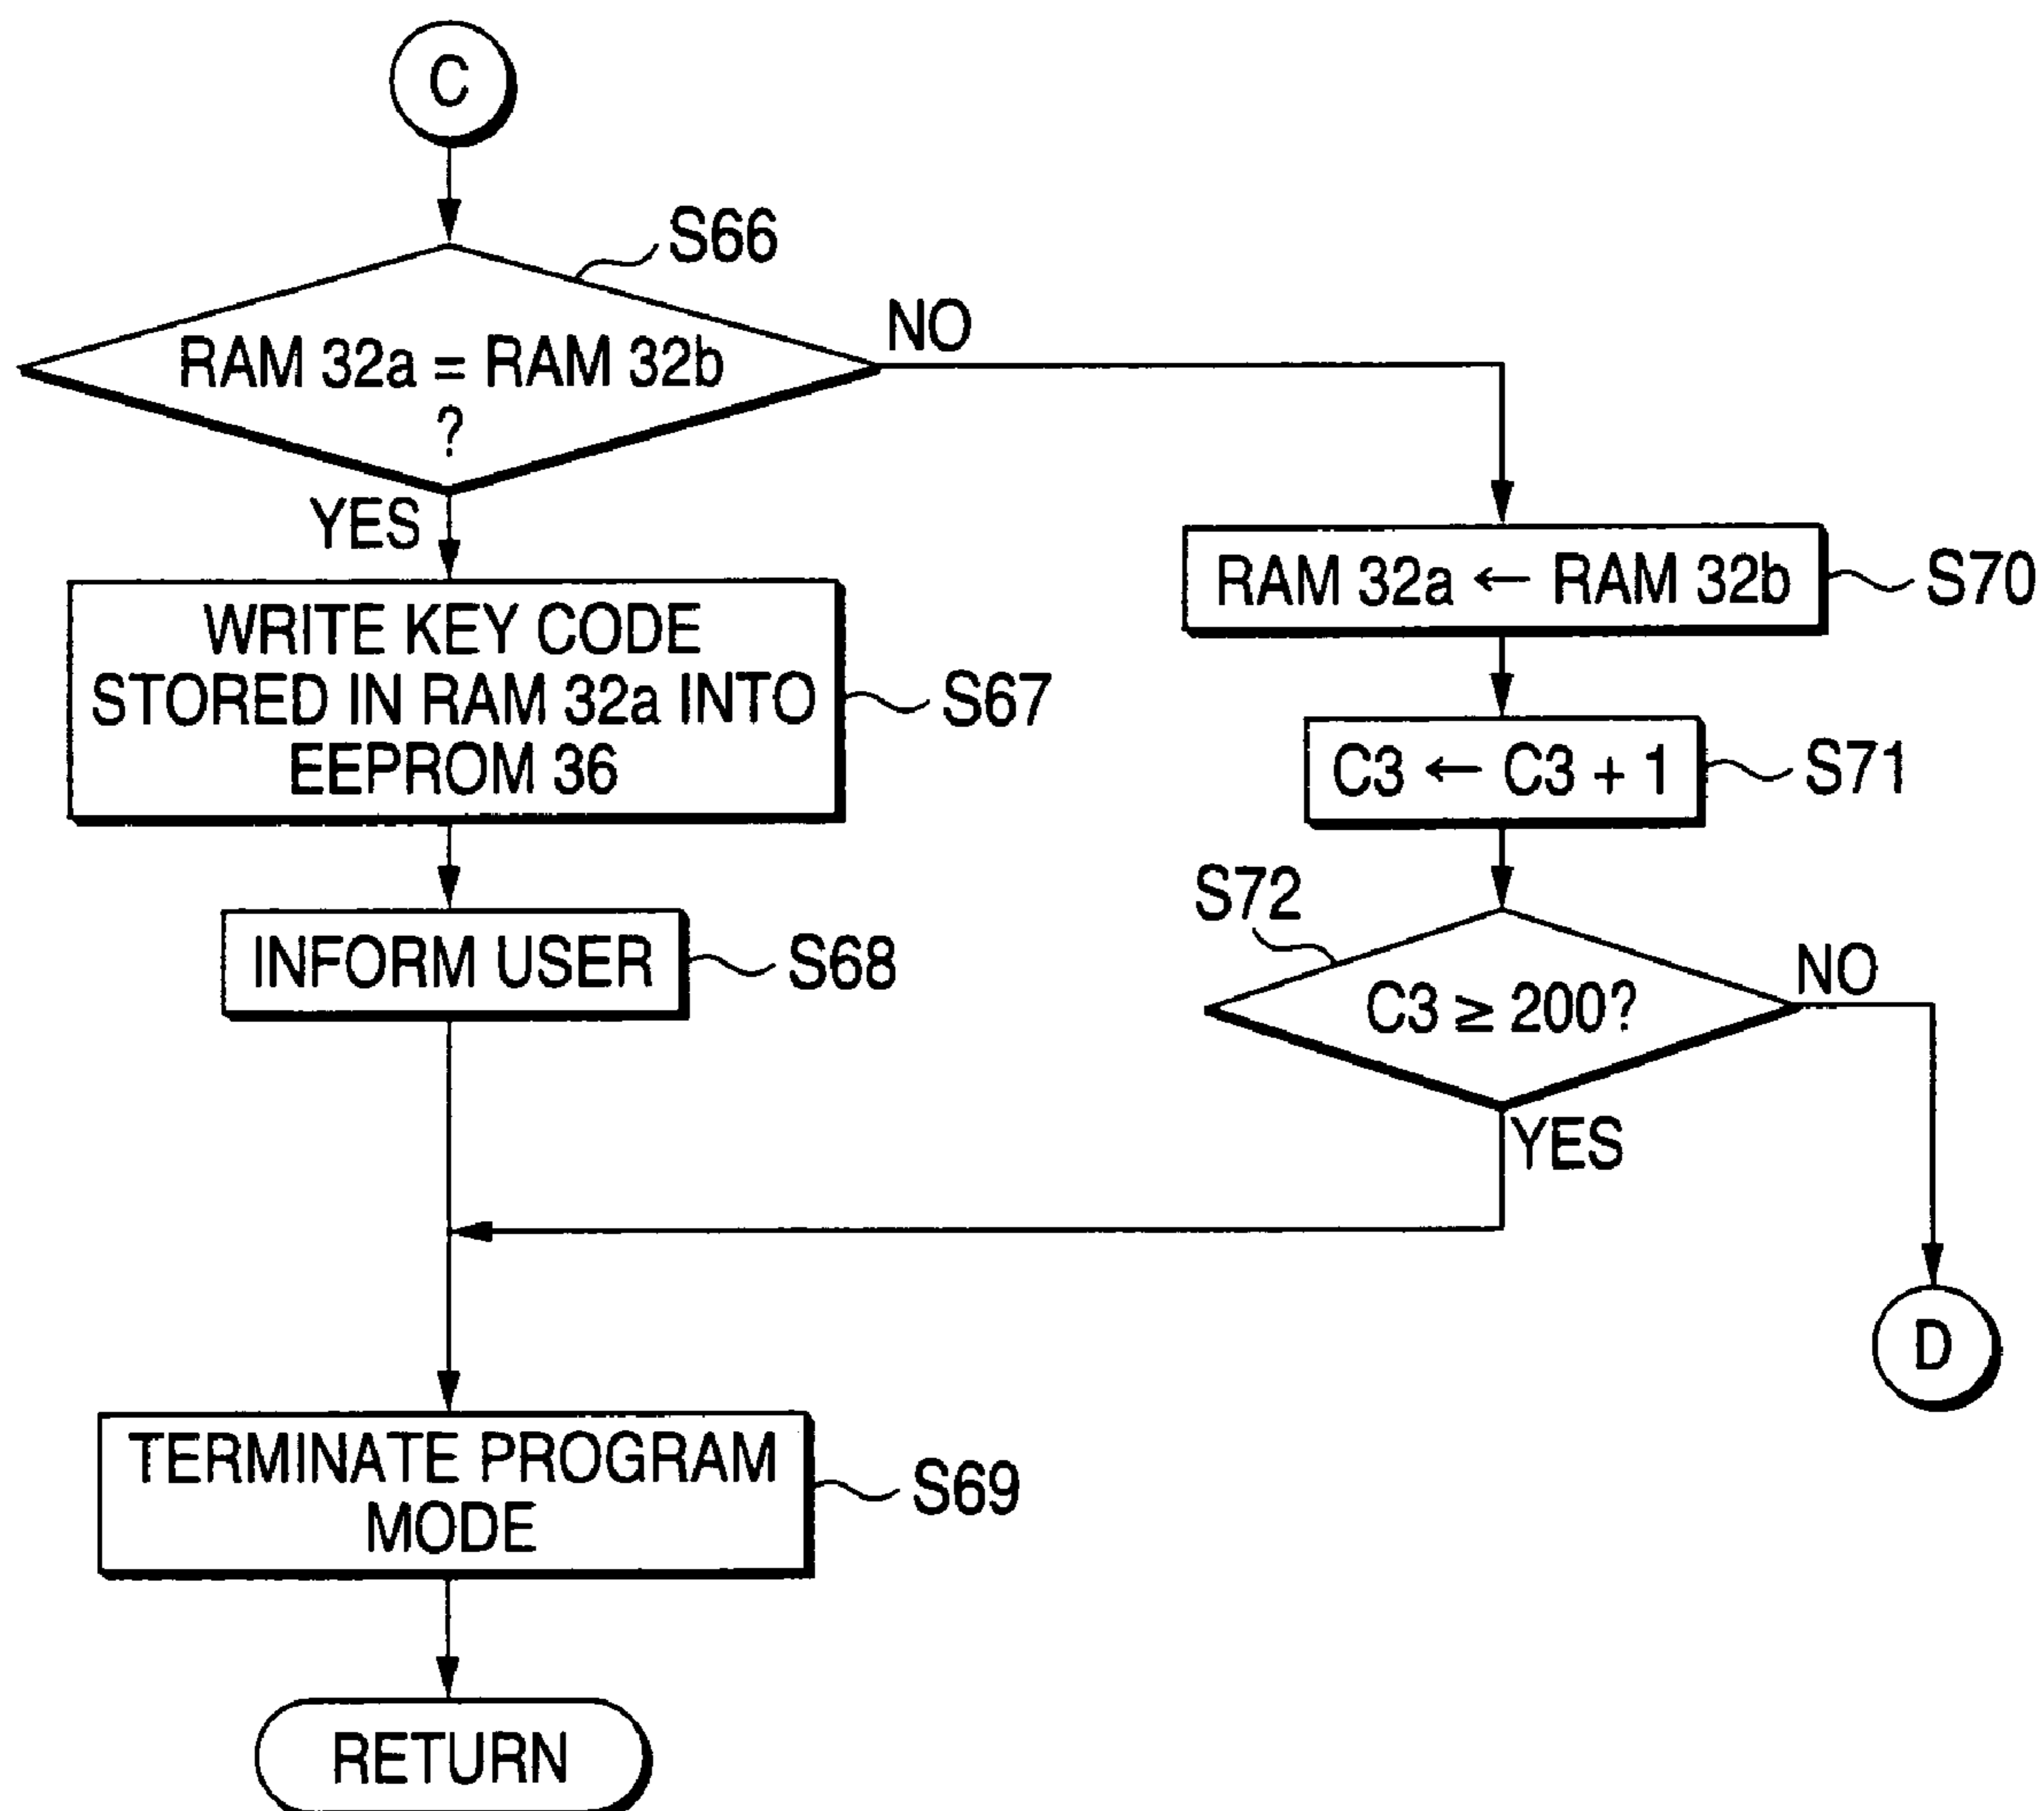 C
S66
RAM 32a = RAM 32b
?
NO
YES
RAM 32a ← RAM 32b
S70
WRITE KEY CODE
STORED IN RAM 32a INTO
EEPROM 36
S67
C3 ← C3 + 1
S71
INFORM USER
S68
S72
C3 ≥ 200?
NO
YES
D
TERMINATE PROGRAM
MODE
S69
RETURN